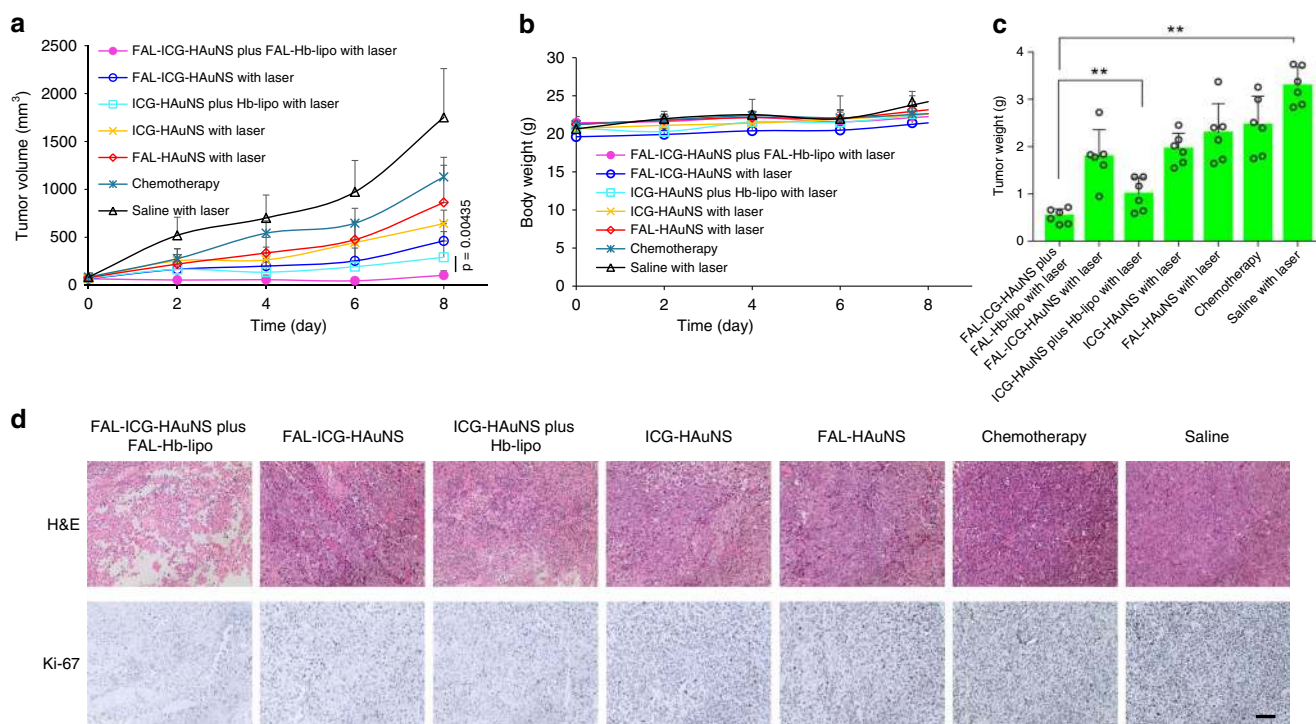 a
2500
2000
1500
1000
500
0
Tumor volume (mm3)
FAL-ICG-HAuNS plus FAL-Hb-lipo with laser
FAL-ICG-HAuNS with laser
ICG-HAuNS plus Hb-lipo with laser
ICG-HAuNS with laser
FAL-HAuNS with laser
Chemotherapy
Saline with laser
p = 0.00435
0 2 4 6 8
Time (day)
b
30
25
20
15
10
5
0
Body weight (g)
FAL-ICG-HAuNS plus FAL-Hb-lipo with laser
FAL-ICG-HAuNS with laser
ICG-HAuNS plus Hb-lipo with laser
ICG-HAuNS with laser
FAL-HAuNS with laser
Chemotherapy
Saline with laser
0 2 4 6 8
Time (day)
c
**
**
4
3
2
1
0
Tumor weight (g)
FAL-ICG-HAuNS plus
FAL-Hb-lipo with laser
FAL-ICG-HAuNS with laser
ICG-HAuNS plus Hb-lipo with laser
ICG-HAuNS with laser
FAL-HAuNS with laser
Chemotherapy
Saline with laser
d
FAL-ICG-HAuNS plus
FAL-Hb-lipo
FAL-ICG-HAuNS
ICG-HAuNS plus
Hb-lipo
ICG-HAuNS
FAL-HAuNS
Chemotherapy
Saline
H&E
Ki-67